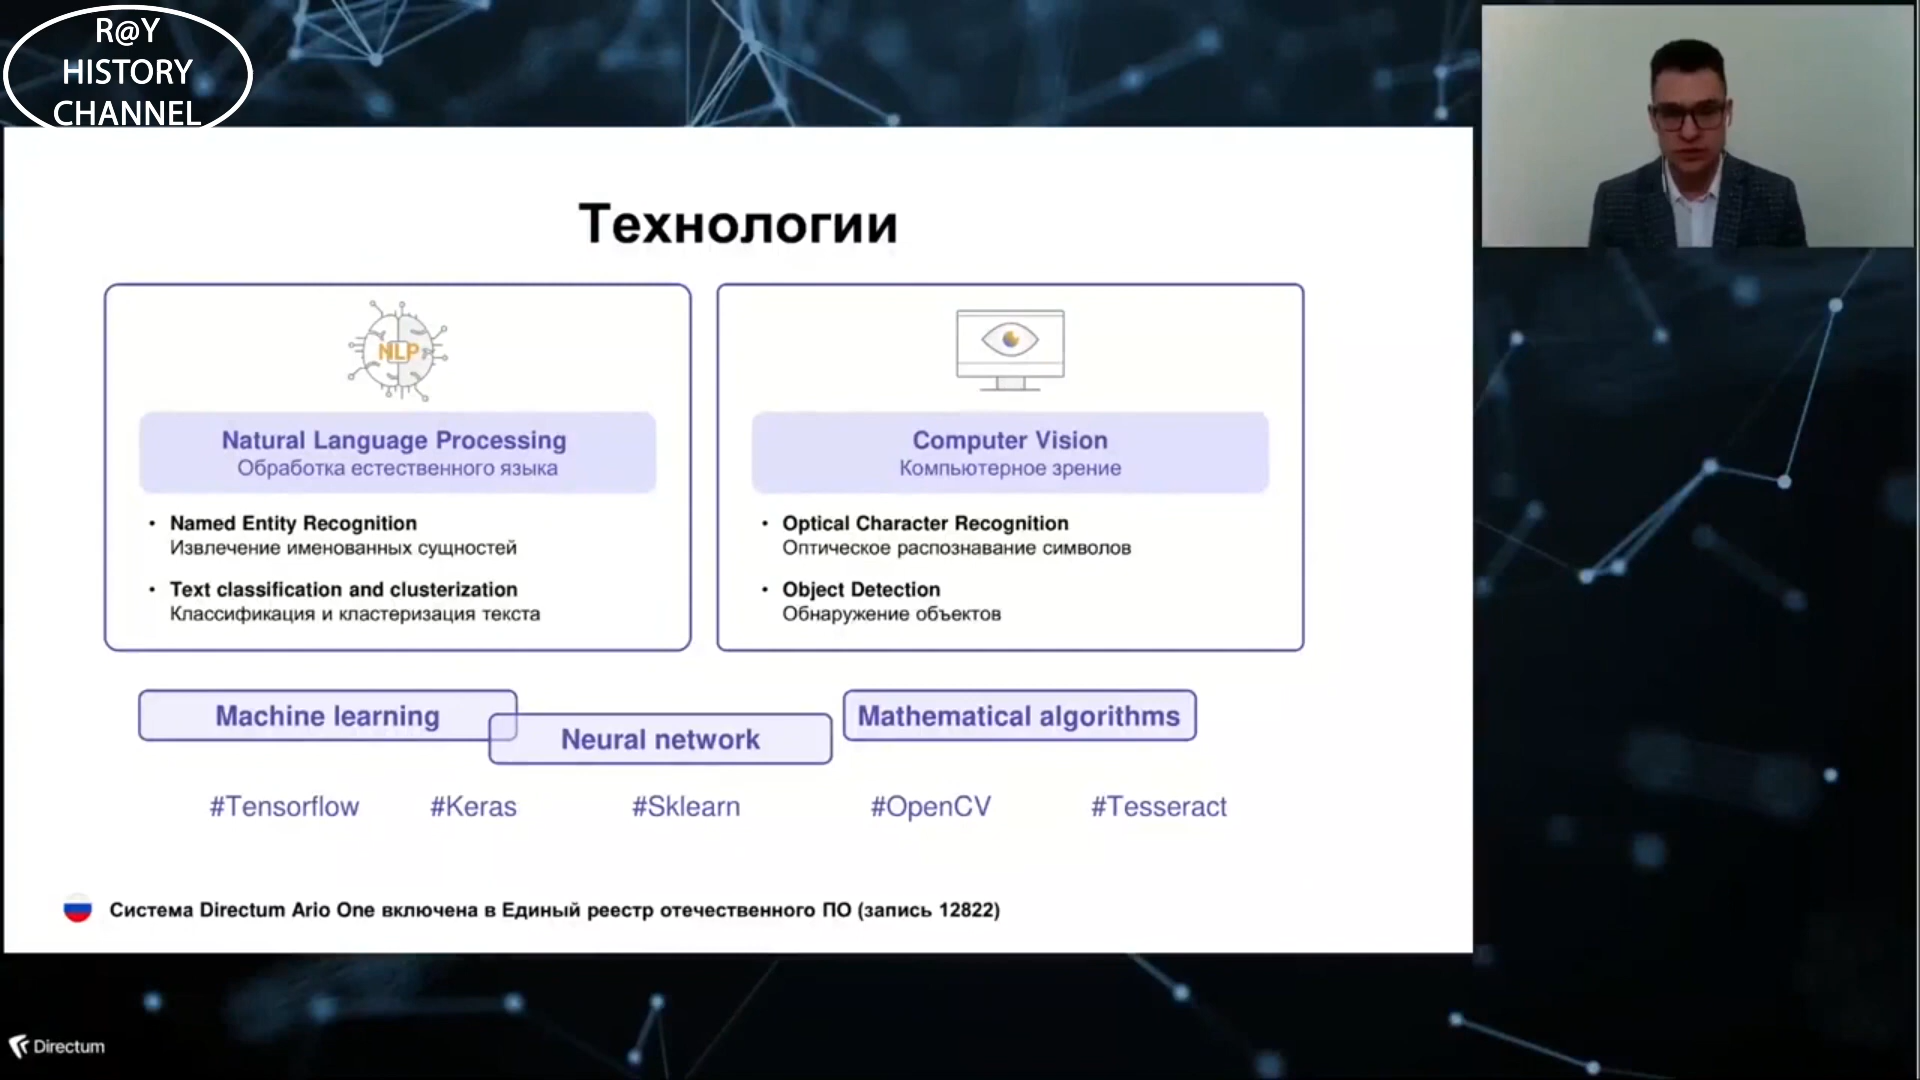 R@Y
HISTORY
CHANNEL
Технологии
NLP
Natural Language Processing
Обработка естественного языка
• Named Entity Recognition
Извлечение именованных сущностей
• Text classification and clusterization
Классификация и кластеризация текста
Computer Vision
Компьютерное зрение
• Optical Character Recognition
Оптическое распознавание символов
• Object Detection
Обнаружение объектов
Machine learning
Neural network
Mathematical algorithms
#Tensorflow #Keras #Sklearn #OpenCV #Tesseract
Система Directum Ario One включена в Единый реестр отечественного ПО (запись 12822)
Directum